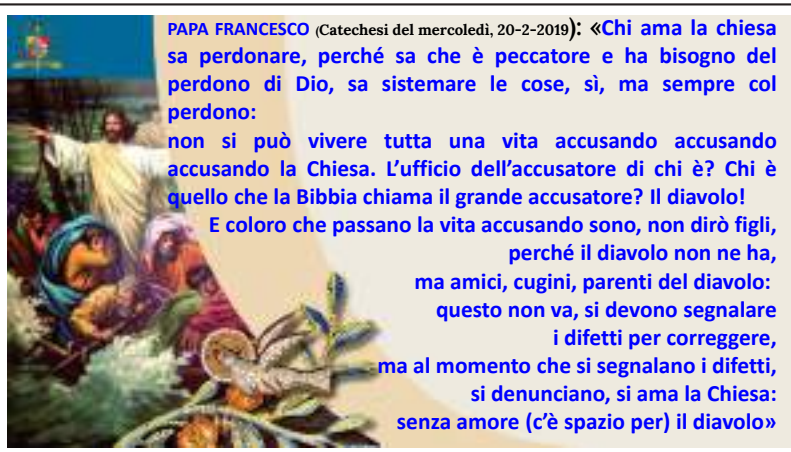 PAPA FRANCESCO (Catechesi del mercoledì, 20-2-2019): «Chi ama la chiesa
sa perdonare, perché sa che è peccatore e ha bisogno del
perdono di Dio, sa sistemare le cose, sì, ma sempre col
perdono:
non si può vivere tutta una vita accusando accusando
accusando la Chiesa. L’ufficio dell’accusatore di chi è? Chi è
quello che la Bibbia chiama il grande accusatore? Il diavolo!
E coloro che passano la vita accusando sono, non dirò figli,
perché il diavolo non ne ha,
ma amici, cugini, parenti del diavolo:
questo non va, si devono segnalare
i difetti per correggere,
ma al momento che si segnalano i difetti,
si denunciano, si ama la Chiesa:
senza amore (c’è spazio per) il diavolo»